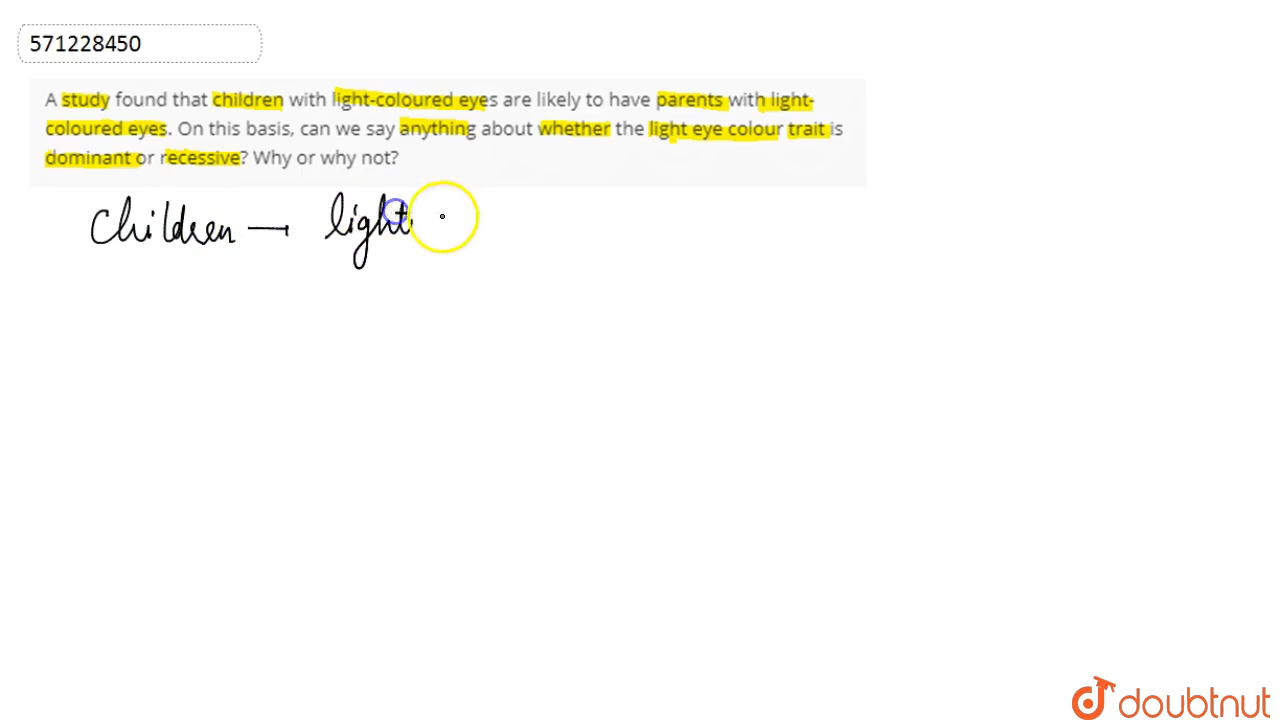 571228450
A study found that children with light-coloured eyes are likely to have parents with light-
coloured eyes. On this basis, can we say anything about whether the light eye colour trait is
dominant or recessive? Why or why not?
Children → light
doubtnut